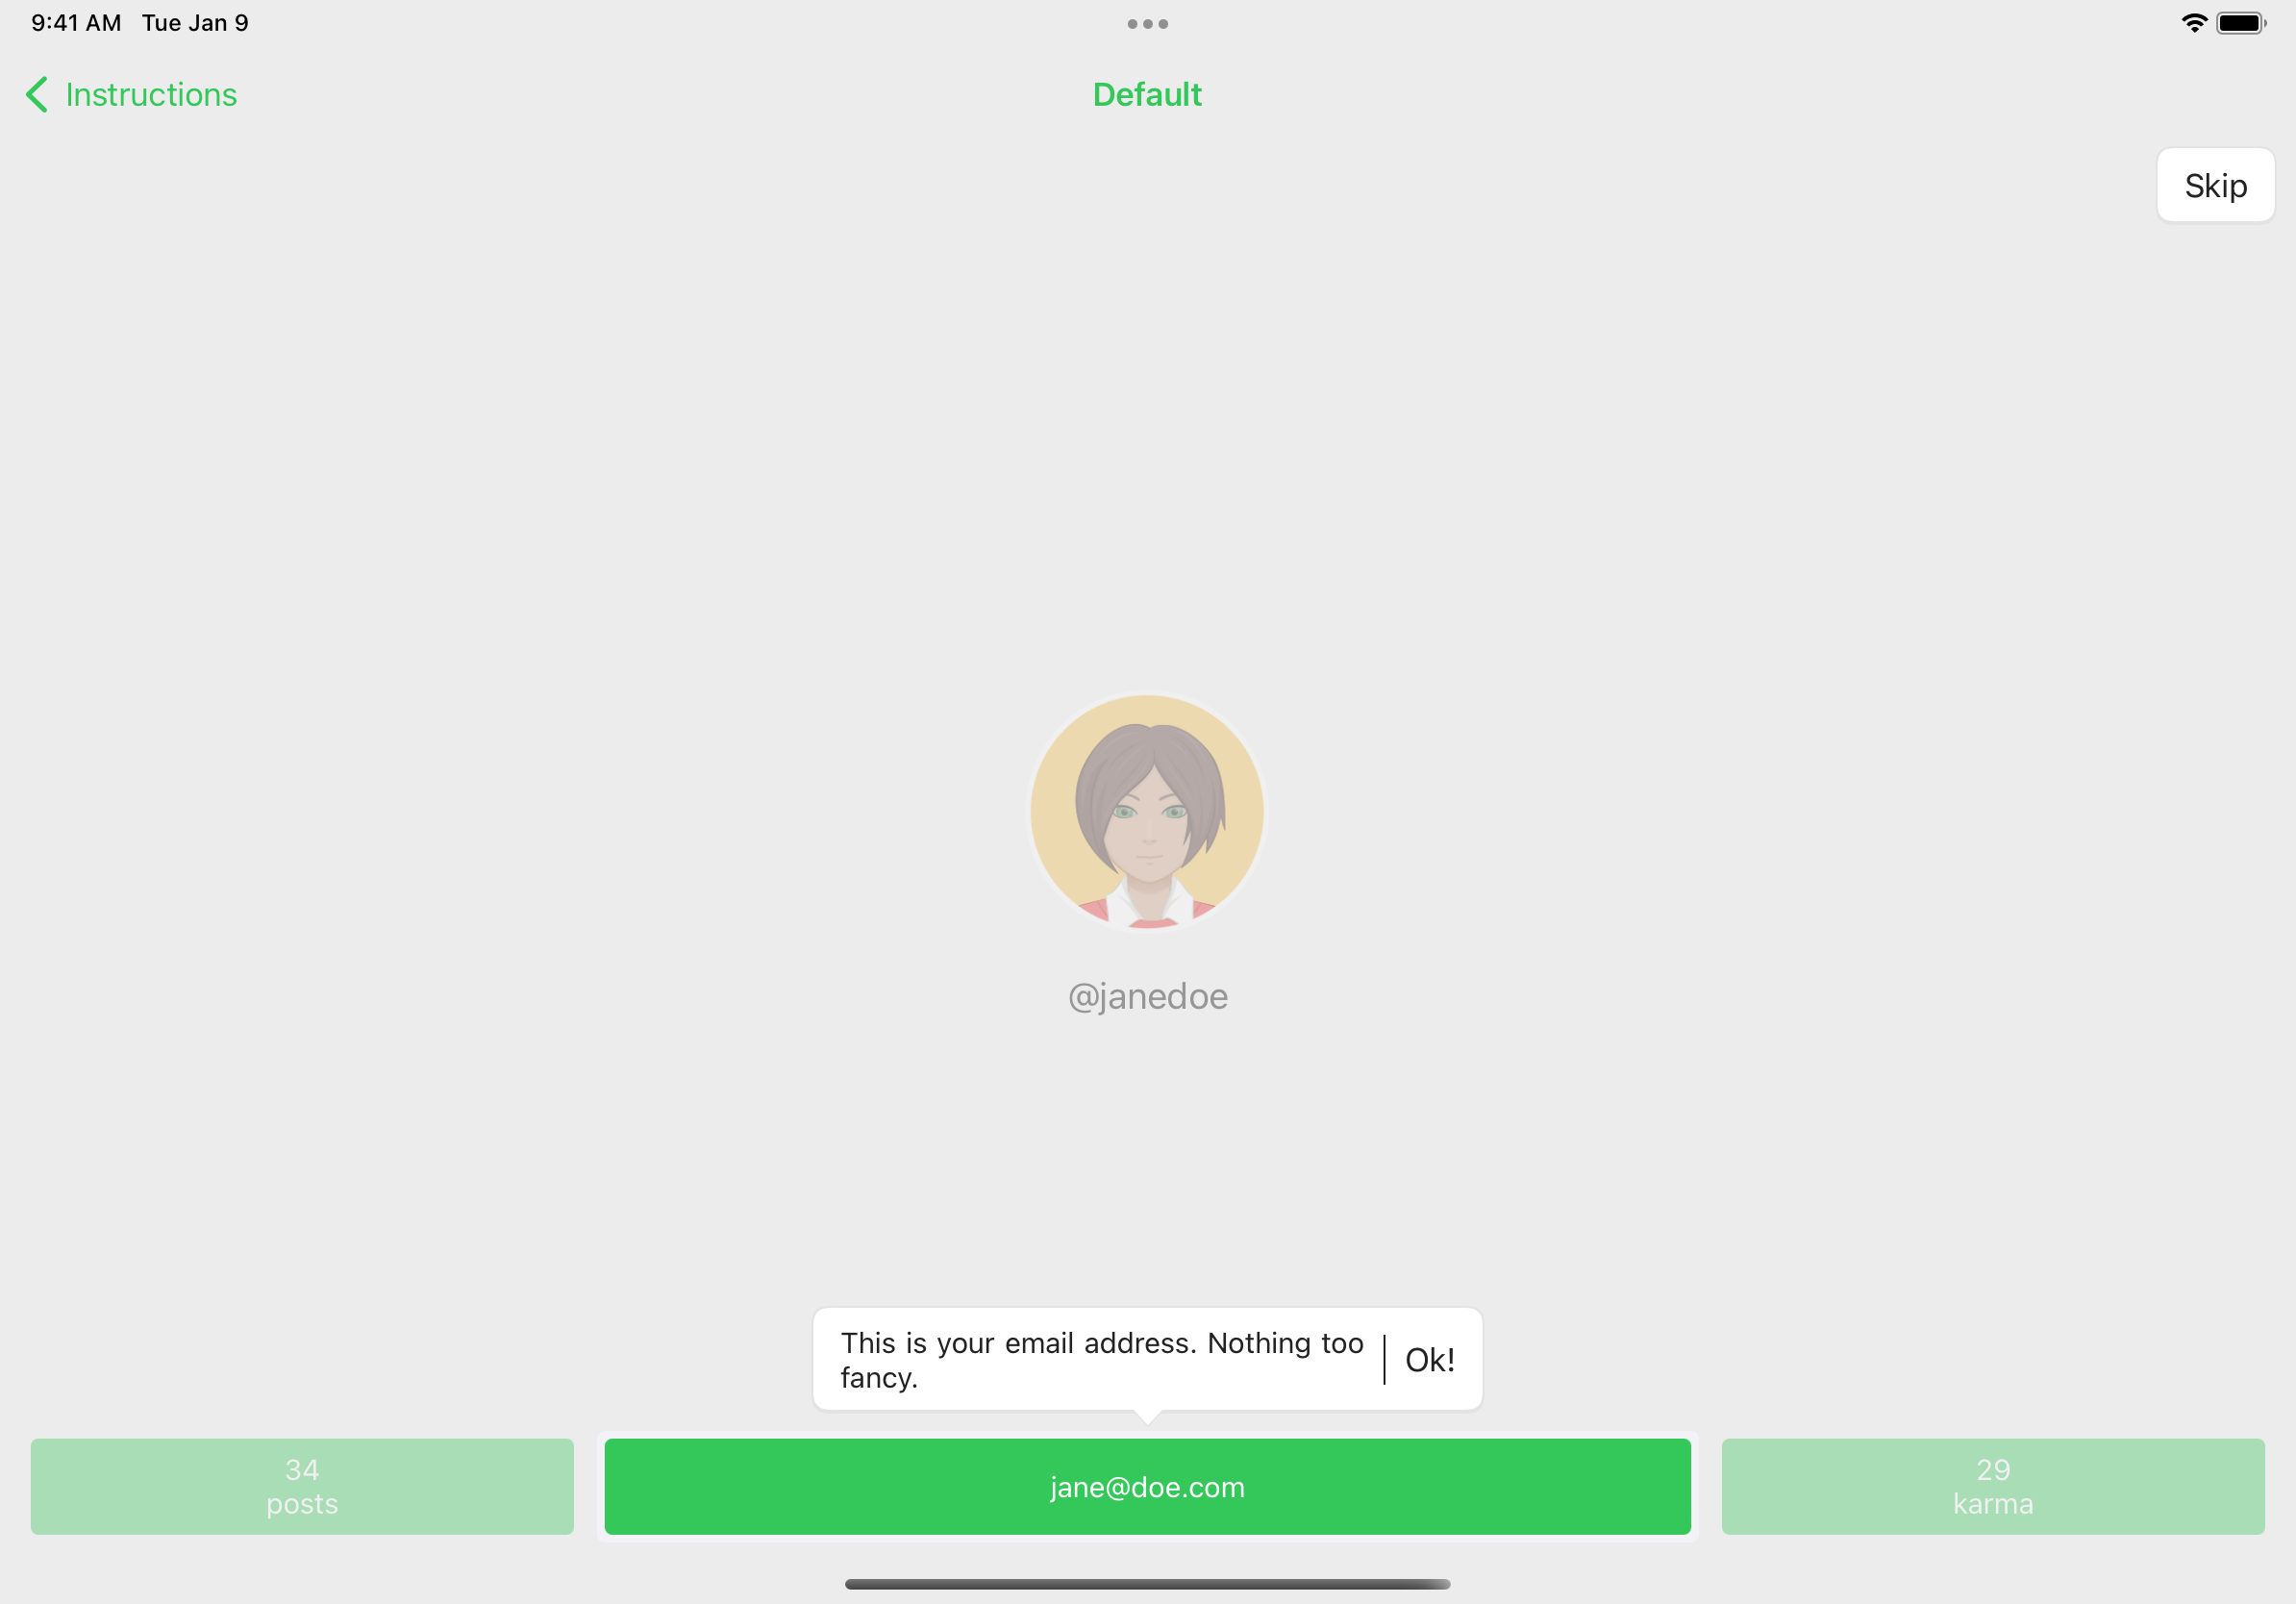 9:41 AM Tue Jan 9
Instructions
Default
Skip
@janedoe
This is your email address. Nothing too
fancy.
Ok!
34
posts
jane@doe.com
29
karma